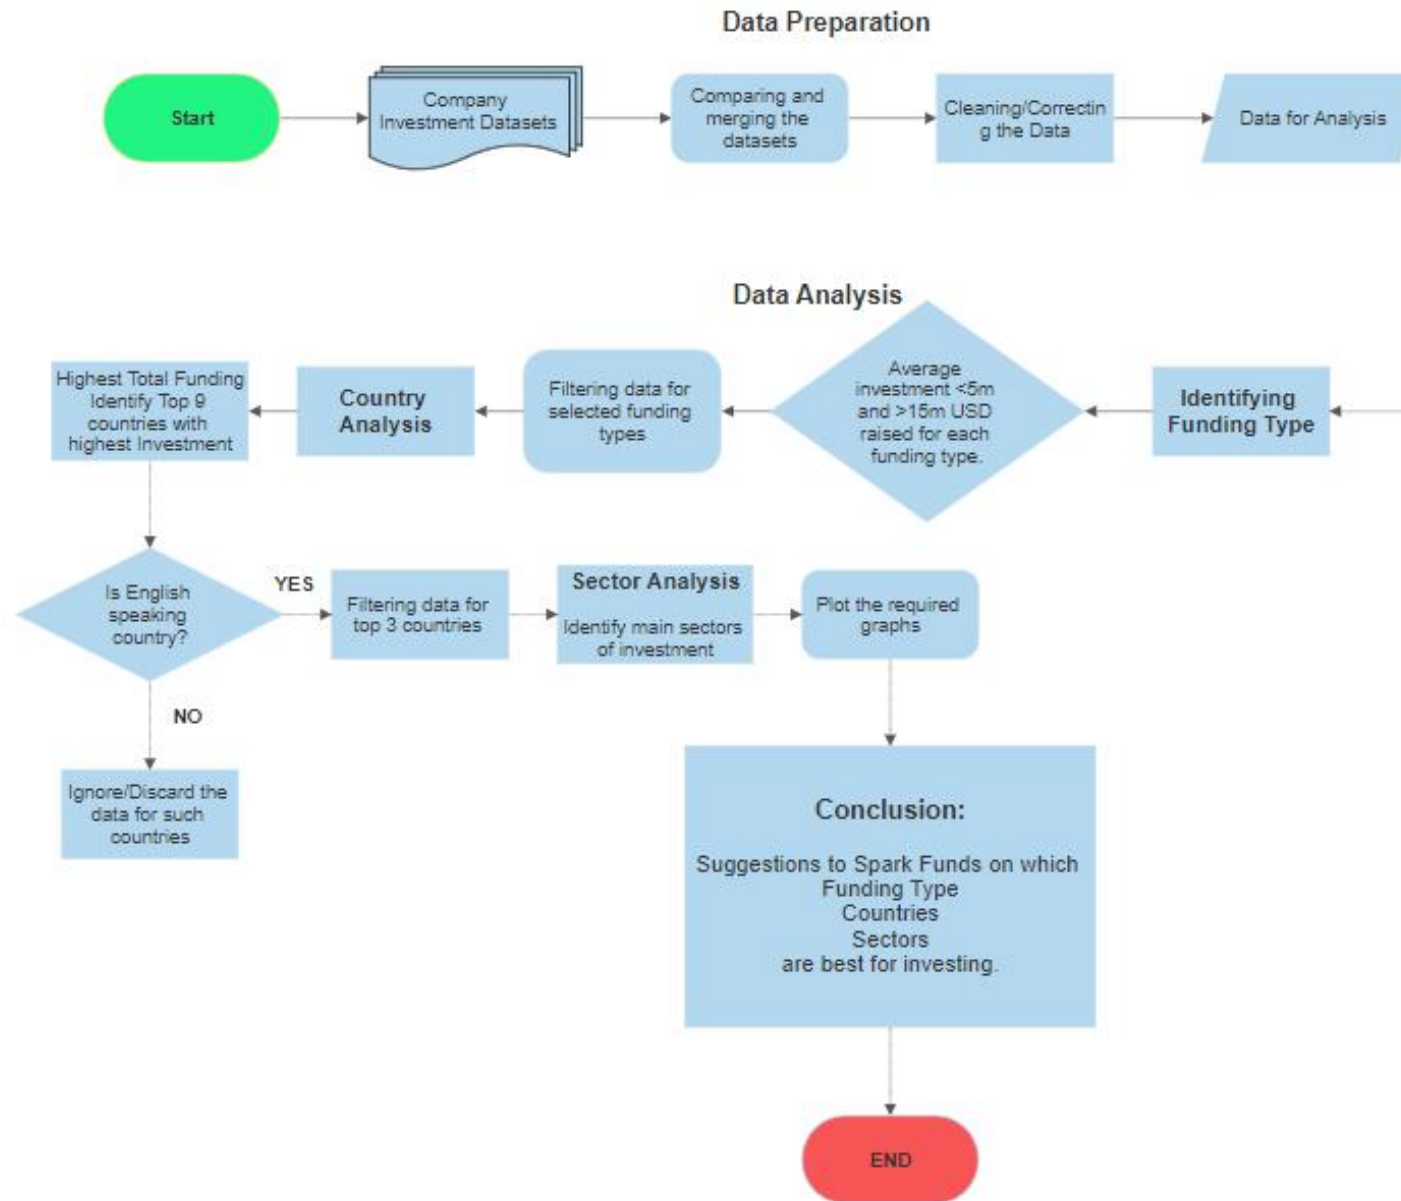 Data Preparation
Start
Company
Investment Datasets
Comparing and
merging the
datasets
Cleaning/Correctin
g the Data
Data for Analysis
Data Analysis
Identifying
Funding Type
Average
investment <5m
and >15m USD
raised for each
funding type.
Filtering data for
selected funding
types
Country
Analysis
Highest Total Funding
Identify Top 9
countries with
highest Investment
Is English
speaking
country?
YES
Filtering data for
top 3 countries
Sector Analysis
Identify main sectors
of investment
Plot the required
graphs
NO
Ignore/Discard the
data for such
countries
Conclusion:
Suggestions to Spark Funds on which
Funding Type
Countries
Sectors
are best for investing.
END